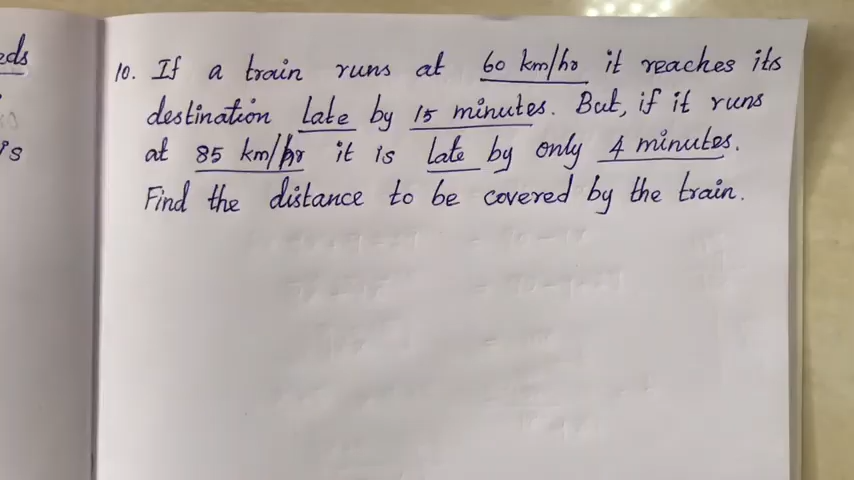 eds
is
10. If a train runs at 60 km/hr it reaches its
destination late by 15 minutes. But, if it runs
at 85 km/hr it is late by only 4 minutes.
Find the distance to be covered by the train.